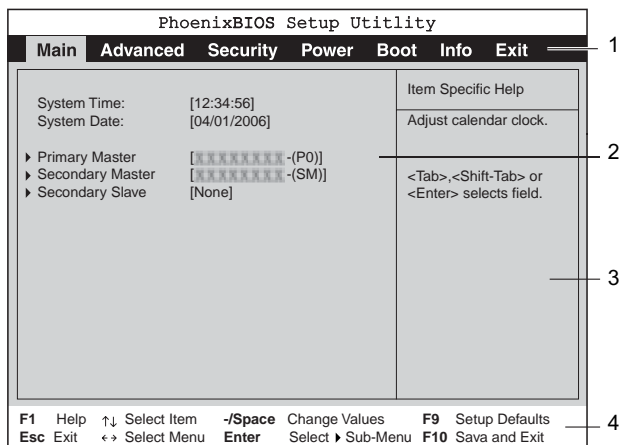 PhoenixBIOS Setup Utitlity
Main Advanced Security Power Boot Info Exit 1
System Time: [12:34:56]
System Date: [04/01/2006]
Primary Master [XXXXXXXX-(P0)] 2
Secondary Master [XXXXXXXX-(SM)]
Secondary Slave [None]
Item Specific Help
Adjust calendar clock.
<Tab>,<Shift-Tab> or
<Enter> selects field.
3
F1 Help ↑↓ Select Item -/Space Change Values F9 Setup Defaults
Esc Exit ←→ Select Menu Enter Select ▶ Sub-Menu F10 Sava and Exit 4